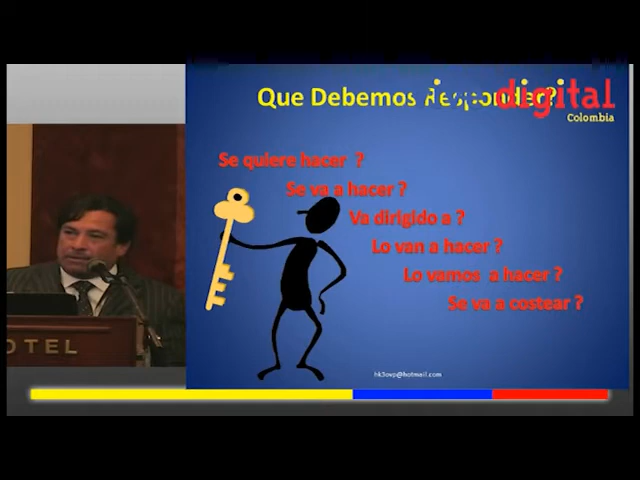 Que Debemos Responder?
digital
Colombia
Se quiere hacer ?
Se va a hacer ?
Va dirigido a ?
Lo van a hacer ?
Lo vamos a hacer ?
Se va a costear ?
hk3ovp@hotmail.com
OTEL